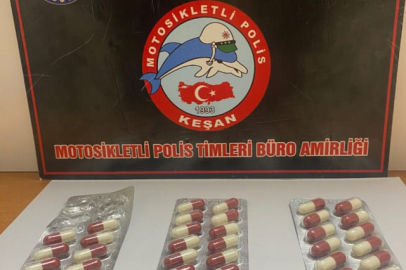 MOTOSİKLETLİ POLİS
1993
KEŞAN
MOTOSİKLETLİ POLİS TİMLERİ BÜRO AMİRLİĞİ